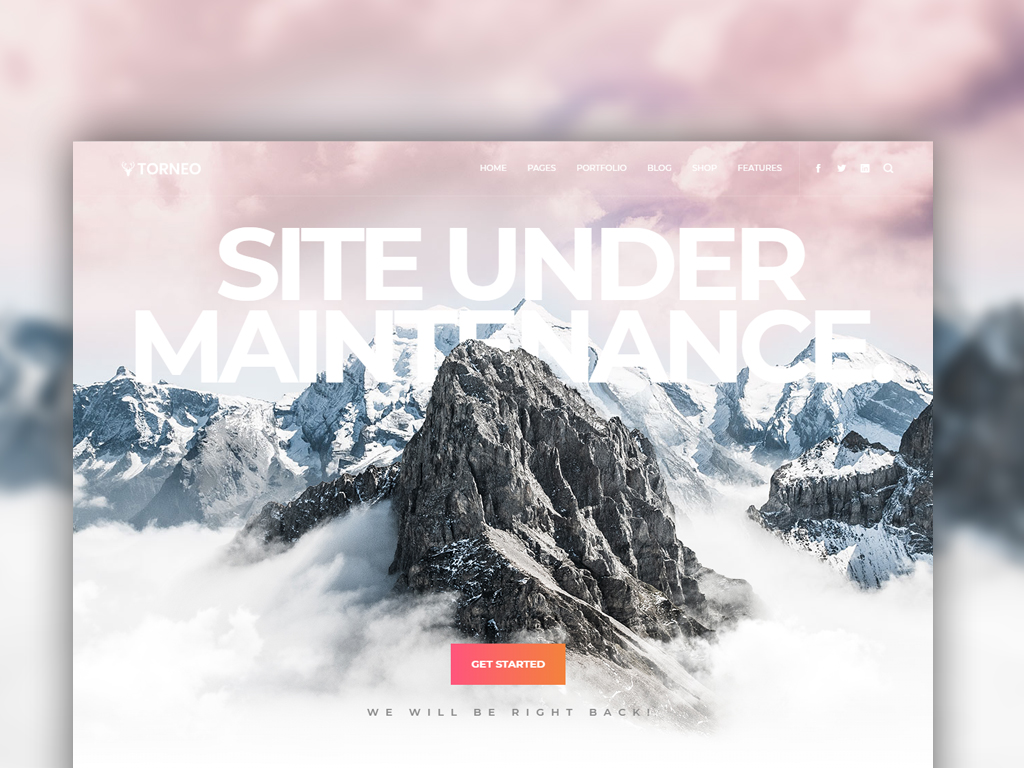 TORNEO
HOME PAGES PORTFOLIO BLOG SHOP FEATURES
SITE UNDER
MAINTENANCE
GET STARTED
WE WILL BE RIGHT BACK!